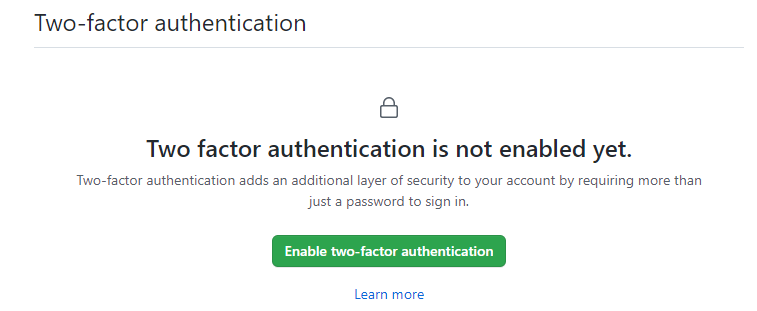 Two-factor authentication
Two factor authentication is not enabled yet.
Two-factor authentication adds an additional layer of security to your account by requiring more than
just a password to sign in.
Enable two-factor authentication
Learn more